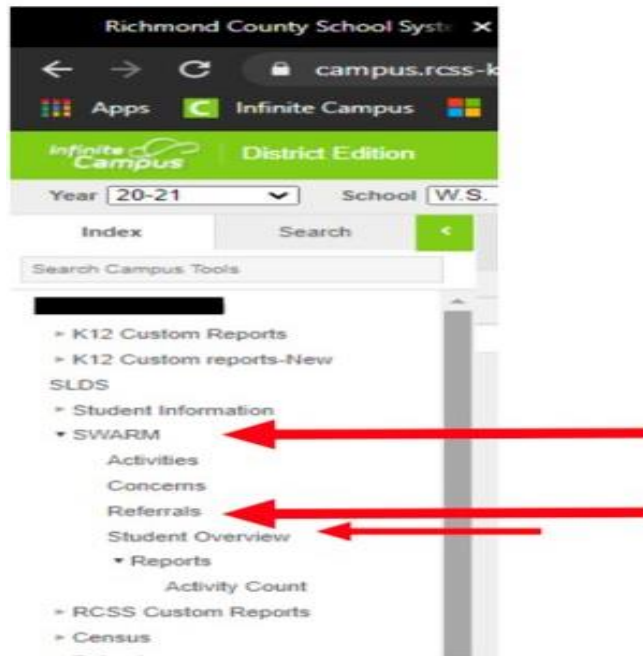 Richmond County School Syst
campus.rcss-k
Apps Infinite Campus
Infinite Campus District Edition
Year 20-21 School W.S.
Index Search
Search Campus Tools
K12 Custom Reports
K12 Custom reports-New
SLDS
Student Information
SWARM
Activities
Concerns
Referrals
Student Overview
Reports
Activity Count
RCSS Custom Reports
Census